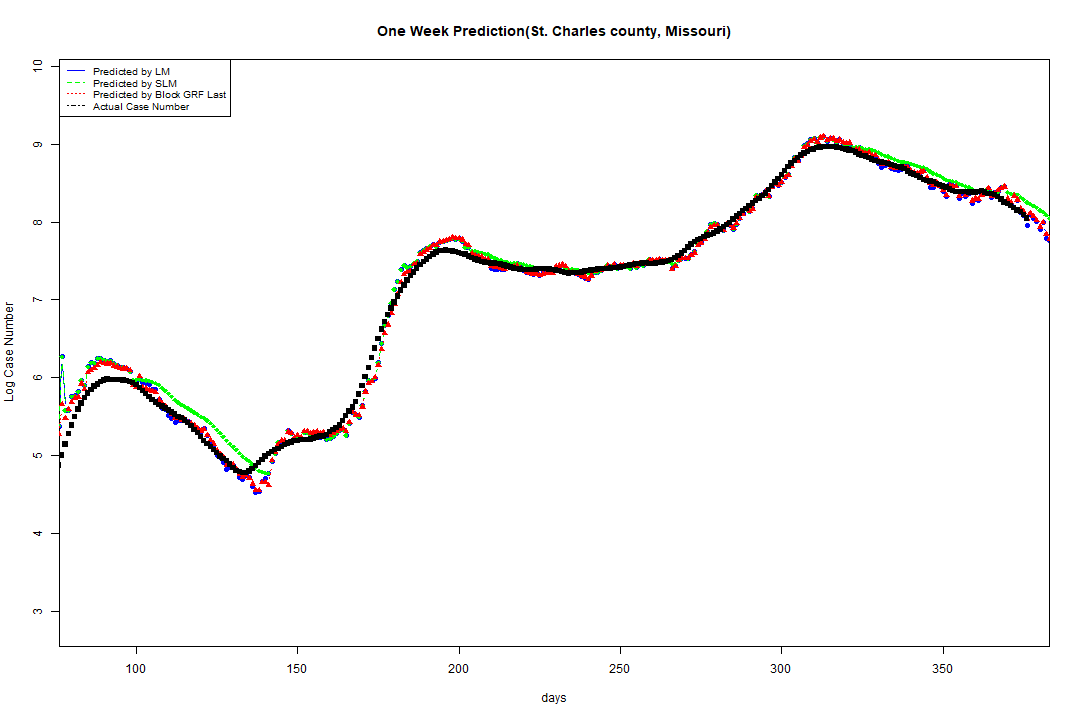 One Week Prediction(St. Charles county, Missouri)
Predicted by LM
Predicted by SLM
Predicted by Block GRF Last
Actual Case Number
10
9
8
7
6
5
4
3
Log Case Number
100 150 200 250 300 350
days